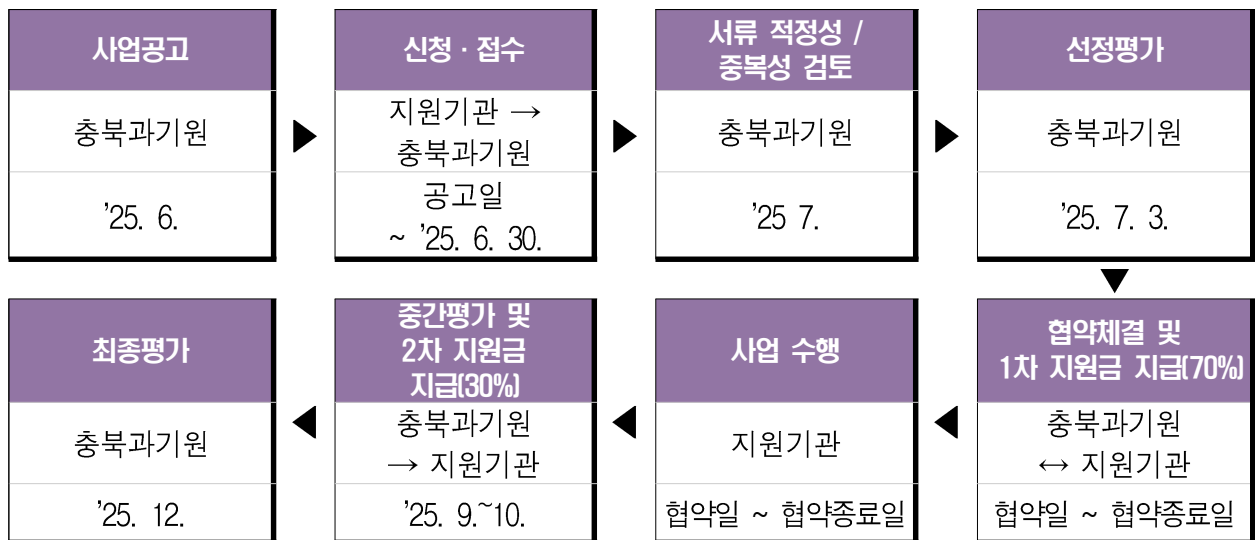 사업공고
충북과기원
'25. 6.
▶
신청 · 접수
지원기관 →
충북과기원
공고일
~ '25. 6. 30.
▶
서류 적정성 /
중복성 검토
충북과기원
'25 7.
▶
선정평가
충북과기원
'25. 7. 3.
▼
협약체결 및
1차 지원금 지급(70%)
충북과기원
↔ 지원기관
협약일 ~ 협약종료일
◀
사업 수행
지원기관
협약일 ~ 협약종료일
◀
중간평가 및
2차 지원금
지급(30%)
충북과기원
→ 지원기관
'25. 9.~10.
◀
최종평가
충북과기원
'25. 12.